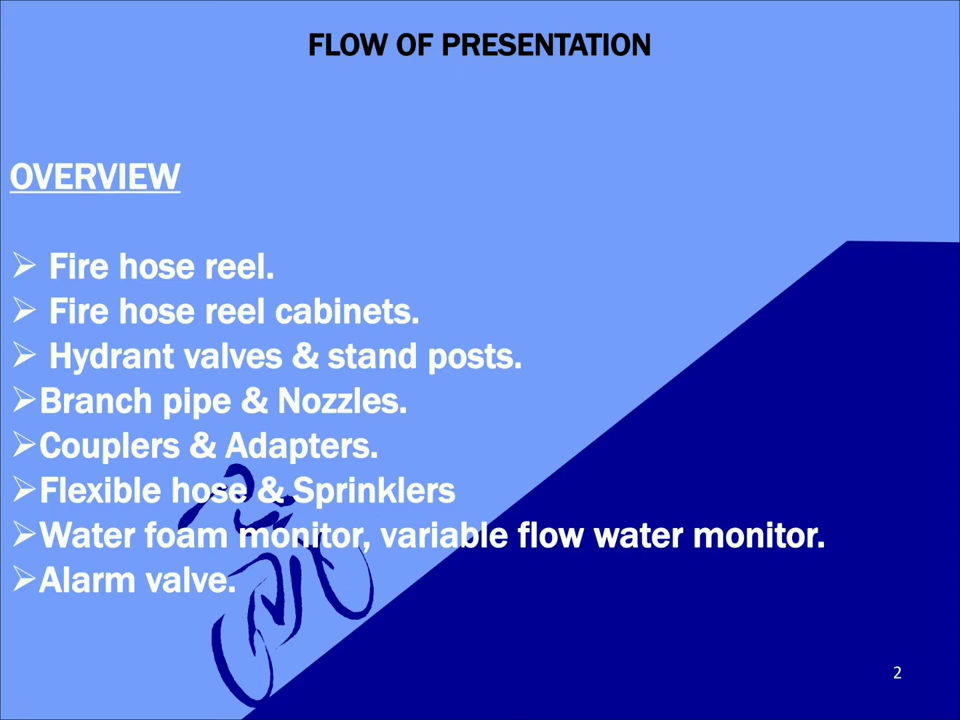 FLOW OF PRESENTATION
OVERVIEW
➢ Fire hose reel.
➢ Fire hose reel cabinets.
➢ Hydrant valves & stand posts.
➢Branch pipe & Nozzles.
➢Couplers & Adapters.
➢Flexible hose & Sprinklers
➢Water foam monitor, variable flow water monitor.
➢Alarm valve.
2